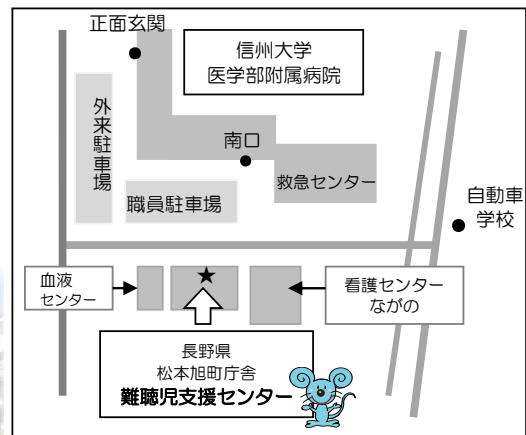 正面玄関
信州大学
医学部附属病院
外来駐車場
南口
救急センター
職員駐車場
自動車
学校
血液
センター
★
看護センター
ながの
長野県
松本旭町庁舎
難聴児支援センター